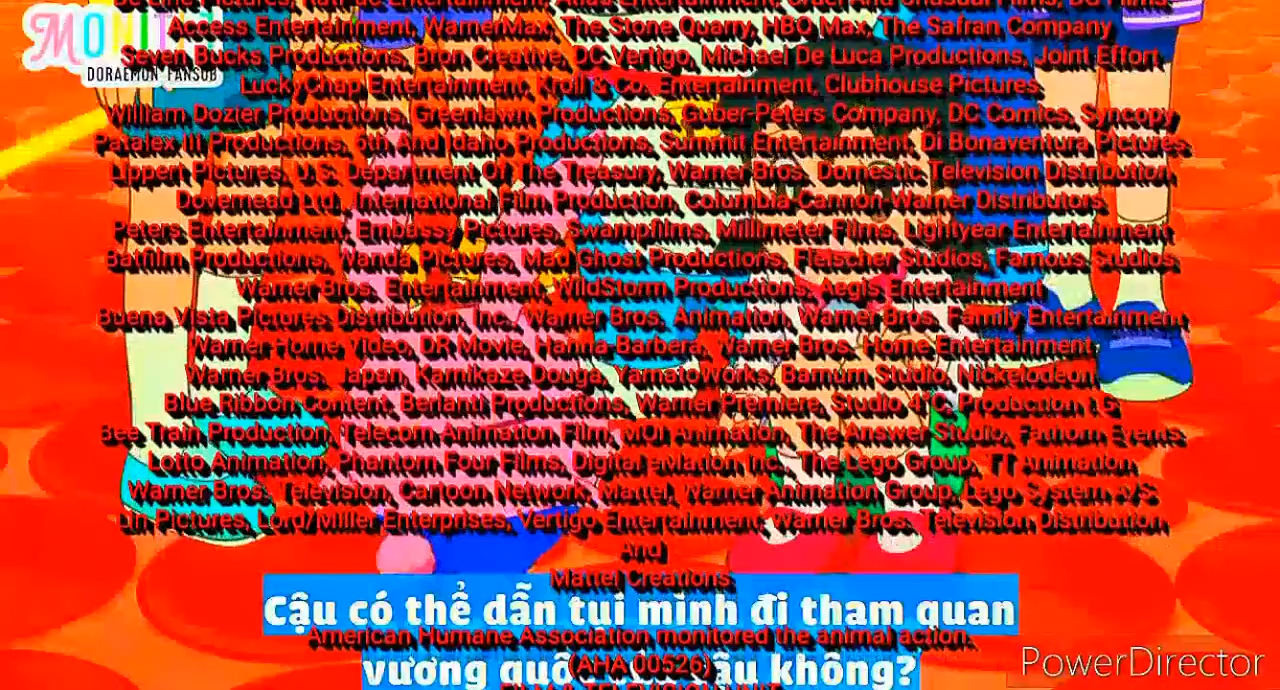 MONIT
DORAEMON FANSUB
Access Entertainment, WarnerMax, The Stone Quarry, HBO Max, The Safran Company
Seven Bucks Productions, Bron Creative, DC Vertigo, Michael De Luca Productions, Joint Effort,
LuckyChap Entertainment, Kroll & Co. Entertainment, Clubhouse Pictures,
William Dozier Productions, Greenlawn Productions, Guber-Peters Company, DC Comics, Syncopy
Patalex III Productions, 6th And Idaho Productions, Summit Entertainment, Di Bonaventura Pictures,
Lippert Pictures, U.S. Department Of The Treasury, Warner Bros. Domestic Television Distribution
Dovemead Ltd, International Film Production, Columbia-Cannon-Warner Distributors,
Peters Entertainment, Embassy Pictures, Swampfilms, Millimeter Films, Lightyear Entertainment
Batfilm Productions, Wanda Pictures, Mad Ghost Productions, Fleischer Studios, Famous Studios,
Warner Bros. Entertainment, WildStorm Productions, Aegis Entertainment
Buena Vista Pictures Distribution, Inc., Warner Bros. Animation, Warner Bros. Family Entertainment
Warner Home Video, DR Movie, Hanna-Barbera, Warner Bros. Home Entertainment,
Warner Bros. Japan, Kamikaze Douga, YamatoWorks, Barnum Studio, Nickelodeon
Blue Ribbon Content, Berlanti Productions, Warner Premiere, Studio 4°C, Production I.G,
Bee Train Production, Telecom Animation Film, MOI Animation, The Answer Studio, Fathom Events,
Lotto Animation, Phantom Four Films, Digital eMation Inc., The Lego Group, TT Animation
Warner Bros. Television, Cartoon Network, Mattel, Warner Animation Group, Lego System A/S
Lin Pictures, Lord/Miller Enterprises, Vertigo Entertainment, Warner Bros. Television Distribution
And
Mattel Creations.
Cậu có thể dẫn tụi mình đi tham quan
American Humane Association monitored the animal action.
vương quố cậu không?
(AHA 00526)
PowerDirector